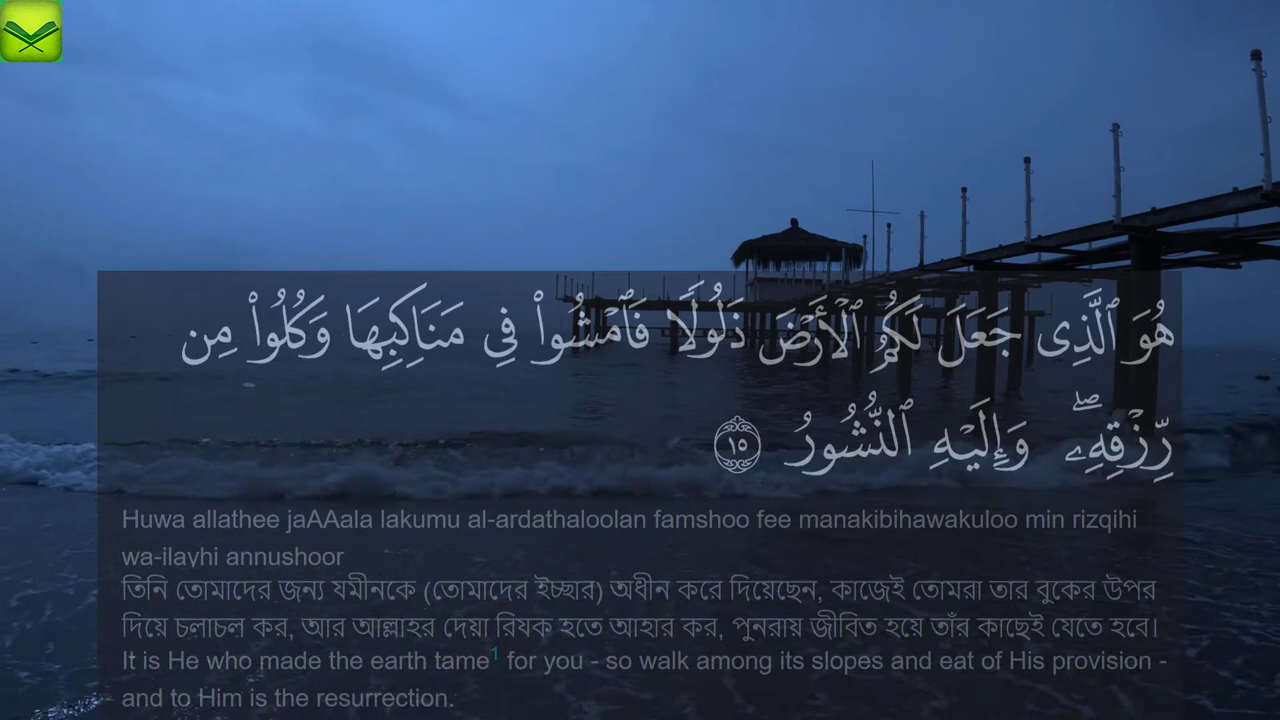 هُوَ ٱلَّذِى جَعَلَ لَكُمُ ٱلْأَرْضَ ذَلُولًا فَٱمْشُوا۟ فِى مَنَاكِبِهَا وَكُلُوا۟ مِن
رِّزْقِهِۦ ۖ وَإِلَيْهِ ٱلنُّشُورُ ١٥
Huwa allathee jaAAala lakumu al-ardathaloolan famshoo fee manakibihawakuloo min rizqihi
wa-ilayhi annushoor
তিনি তোমাদের জন্য যমীনকে (তোমাদের ইচ্ছার) অধীন করে দিয়েছেন, কাজেই তোমরা তার বুকের উপর
দিয়ে চলাচল কর, আর আল্লাহর দেয়া রিযক হতে আহার কর, পুনরায় জীবিত হয়ে তাঁর কাছেই যেতে হবে।
It is He who made the earth tame1 for you - so walk among its slopes and eat of His provision -
and to Him is the resurrection.